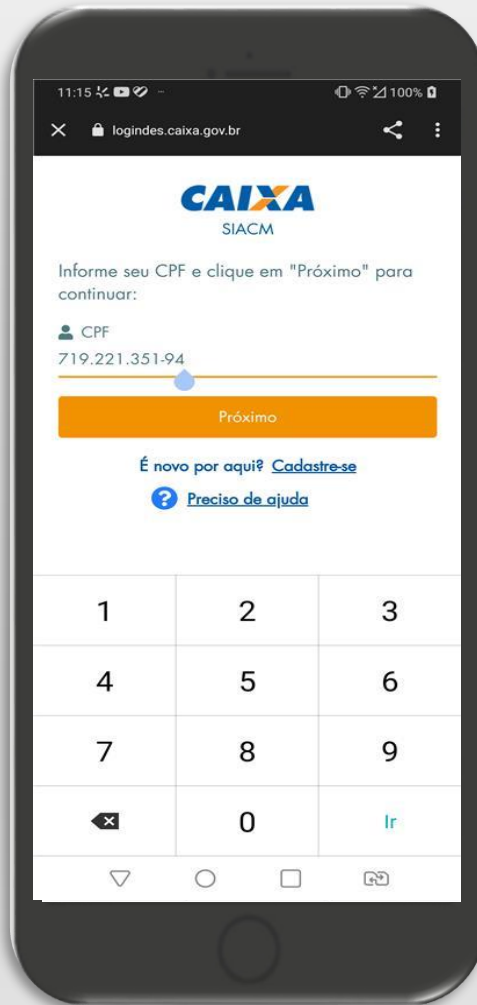 11:15
100%
logindes.caixa.gov.br
CAIXA
SIACM
Informe seu CPF e clique em "Próximo" para
continuar:
CPF
719.221.351-94
Próximo
É novo por aqui? Cadastre-se
? Preciso de ajuda
1 2 3
4 5 6
7 8 9
0 Ir